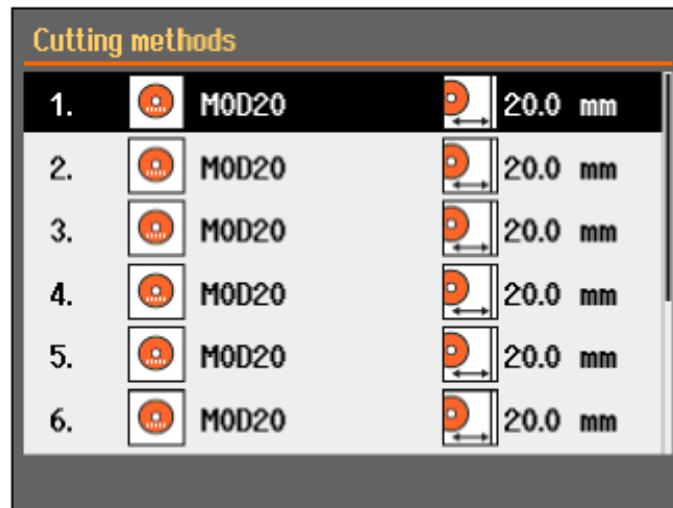 Cutting methods
1. MOD20 20.0 mm
2. MOD20 20.0 mm
3. MOD20 20.0 mm
4. MOD20 20.0 mm
5. MOD20 20.0 mm
6. MOD20 20.0 mm